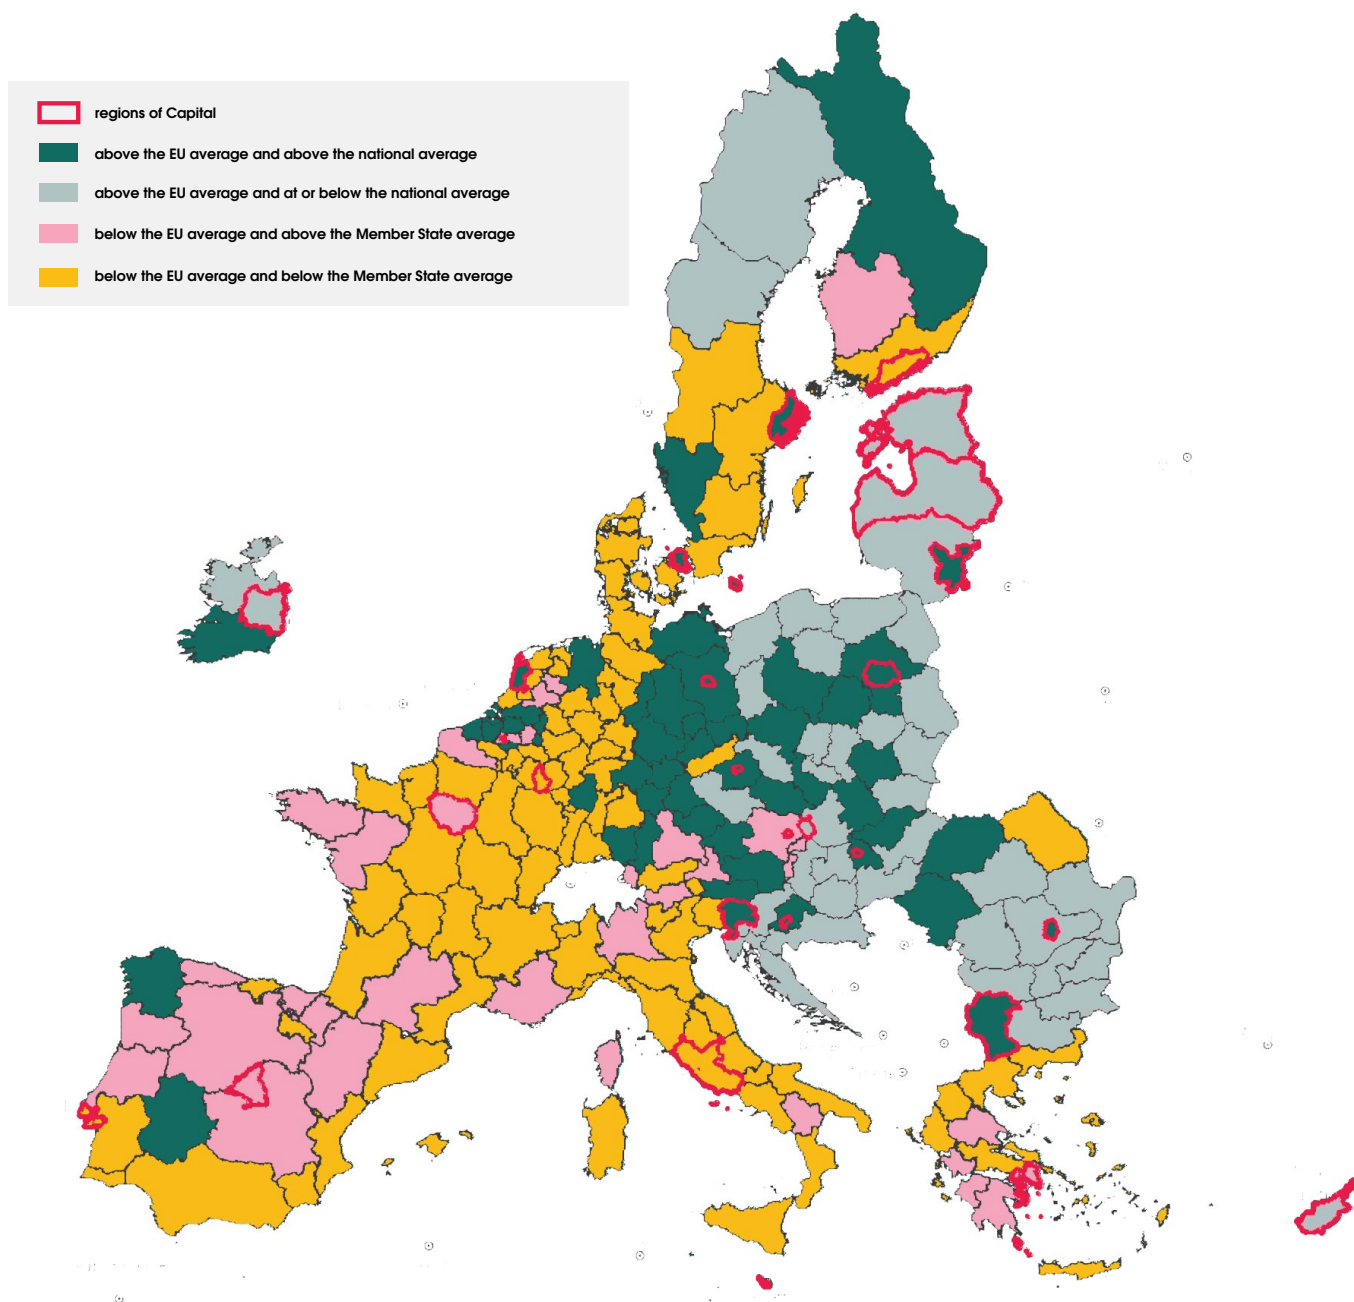 regions of Capital
above the EU average and above the national average
above the EU average and at or below the national average
below the EU average and above the Member State average
below the EU average and below the Member State average